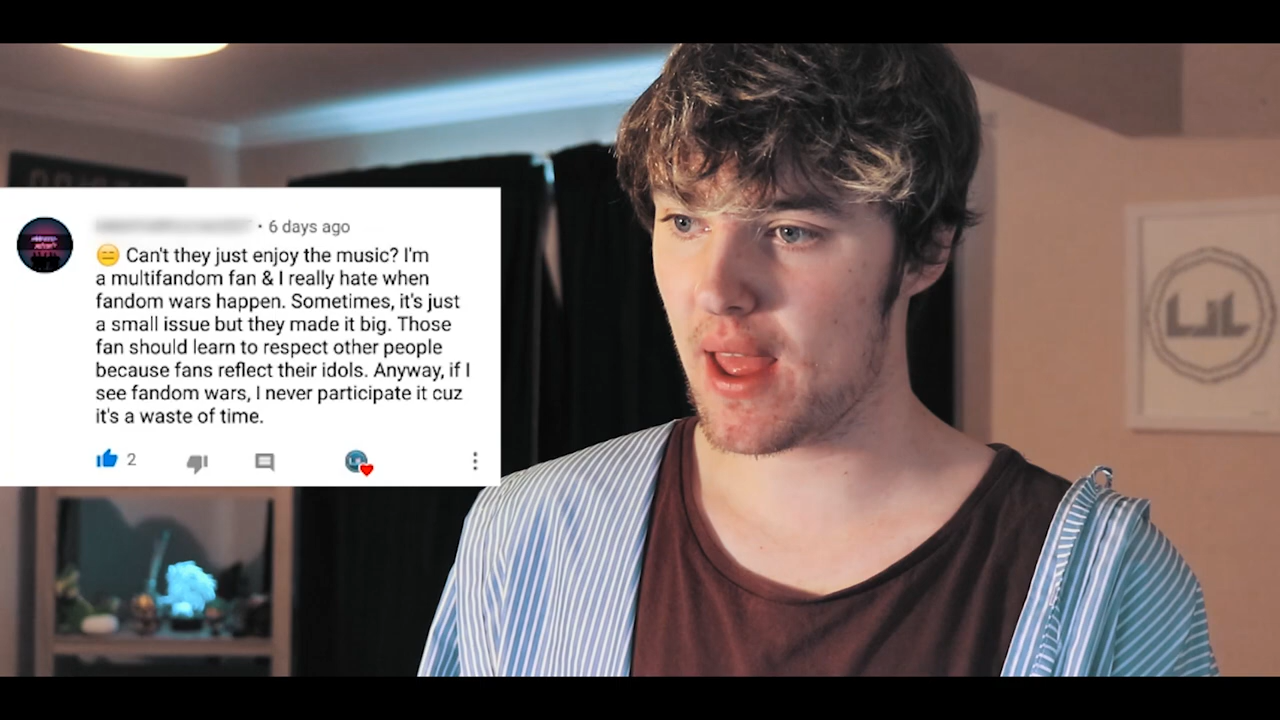 · 6 days ago
😑 Can't they just enjoy the music? I'm
a multifandom fan & I really hate when
fandom wars happen. Sometimes, it's just
a small issue but they made it big. Those
fan should learn to respect other people
because fans reflect their idols. Anyway, if I
see fandom wars, I never participate it cuz
it's a waste of time.
2
LJL